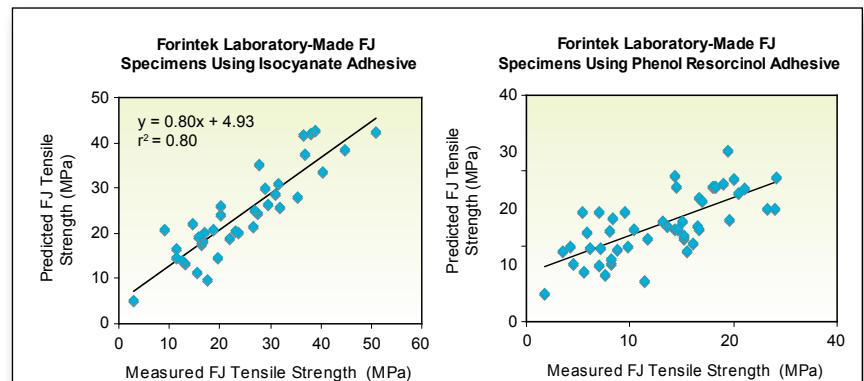 Forintek Laboratory-Made FJ
Specimens Using Isocyanate Adhesive
y = 0.80x + 4.93
r² = 0.80
Predicted FJ Tensile
Strength (MPa)
50
40
30
20
10
0
0 10 20 30 40 50 60
Measured FJ Tensile Strength (MPa)
Forintek Laboratory-Made FJ
Specimens Using Phenol Resorcinol Adhesive
Predicted FJ Tensile
Strength (MPa)
40
30
20
10
0
0 10 20 40
Measured FJ Tensile Strength (MPa)